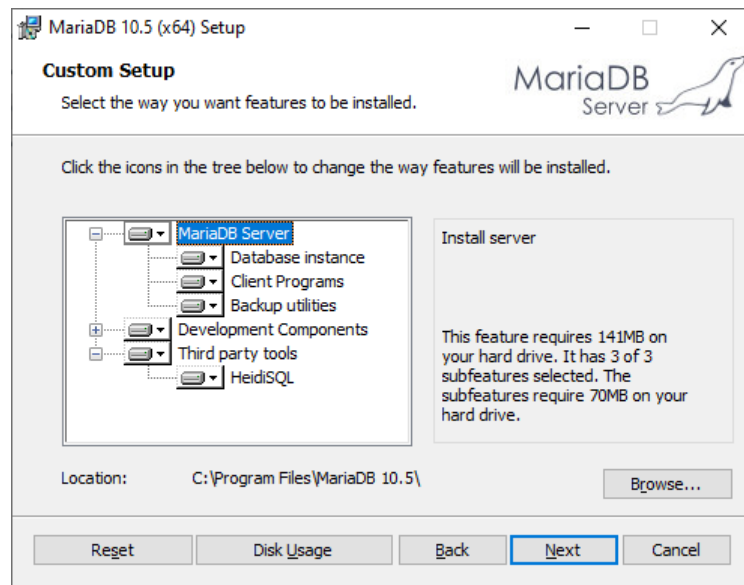 MariaDB 10.5 (x64) Setup
Custom Setup
Select the way you want features to be installed.
MariaDB
Server
Click the icons in the tree below to change the way features will be installed.
MariaDB Server
Database instance
Client Programs
Backup utilities
Development Components
Third party tools
HeidiSQL
Install server
This feature requires 141MB on
your hard drive. It has 3 of 3
subfeatures selected. The
subfeatures require 70MB on your
hard drive.
Location: C:\Program Files\MariaDB 10.5\
Browse...
Reset Disk Usage Back Next Cancel